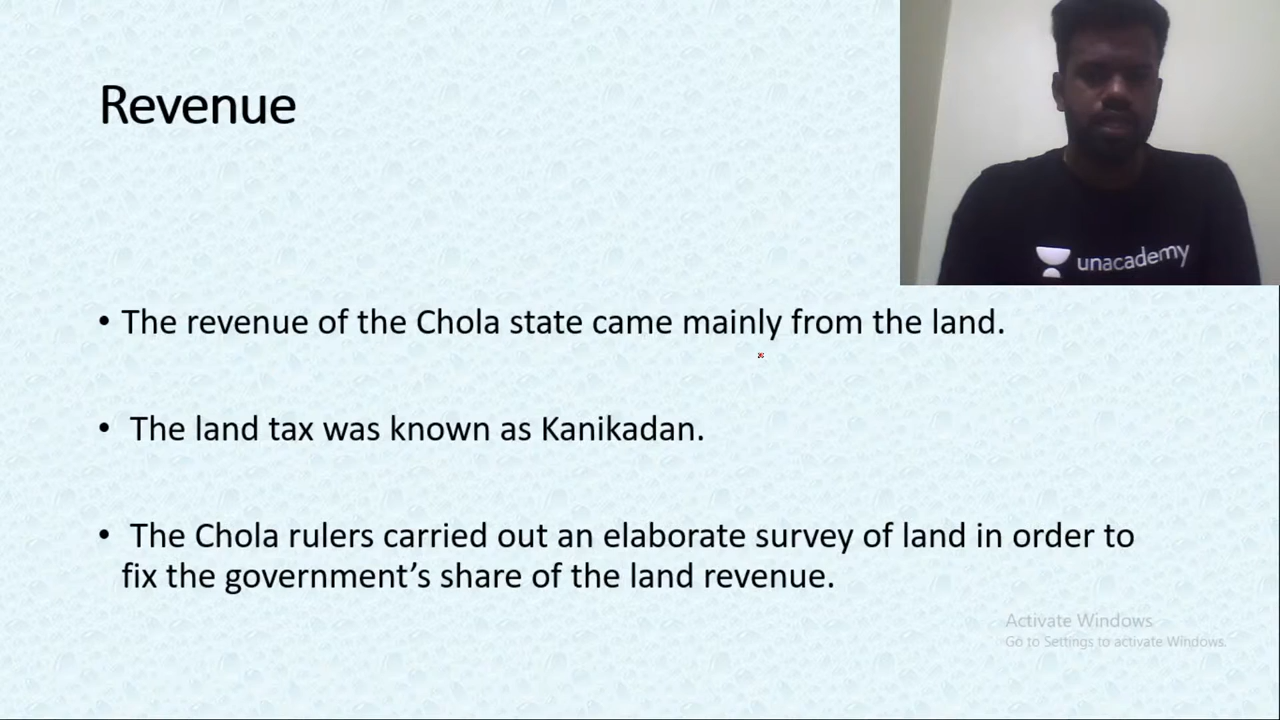 Revenue
unacademy
• The revenue of the Chola state came mainly from the land.
• The land tax was known as Kanikadan.
• The Chola rulers carried out an elaborate survey of land in order to
fix the government’s share of the land revenue.
Activate Windows
Go to Settings to activate Windows.